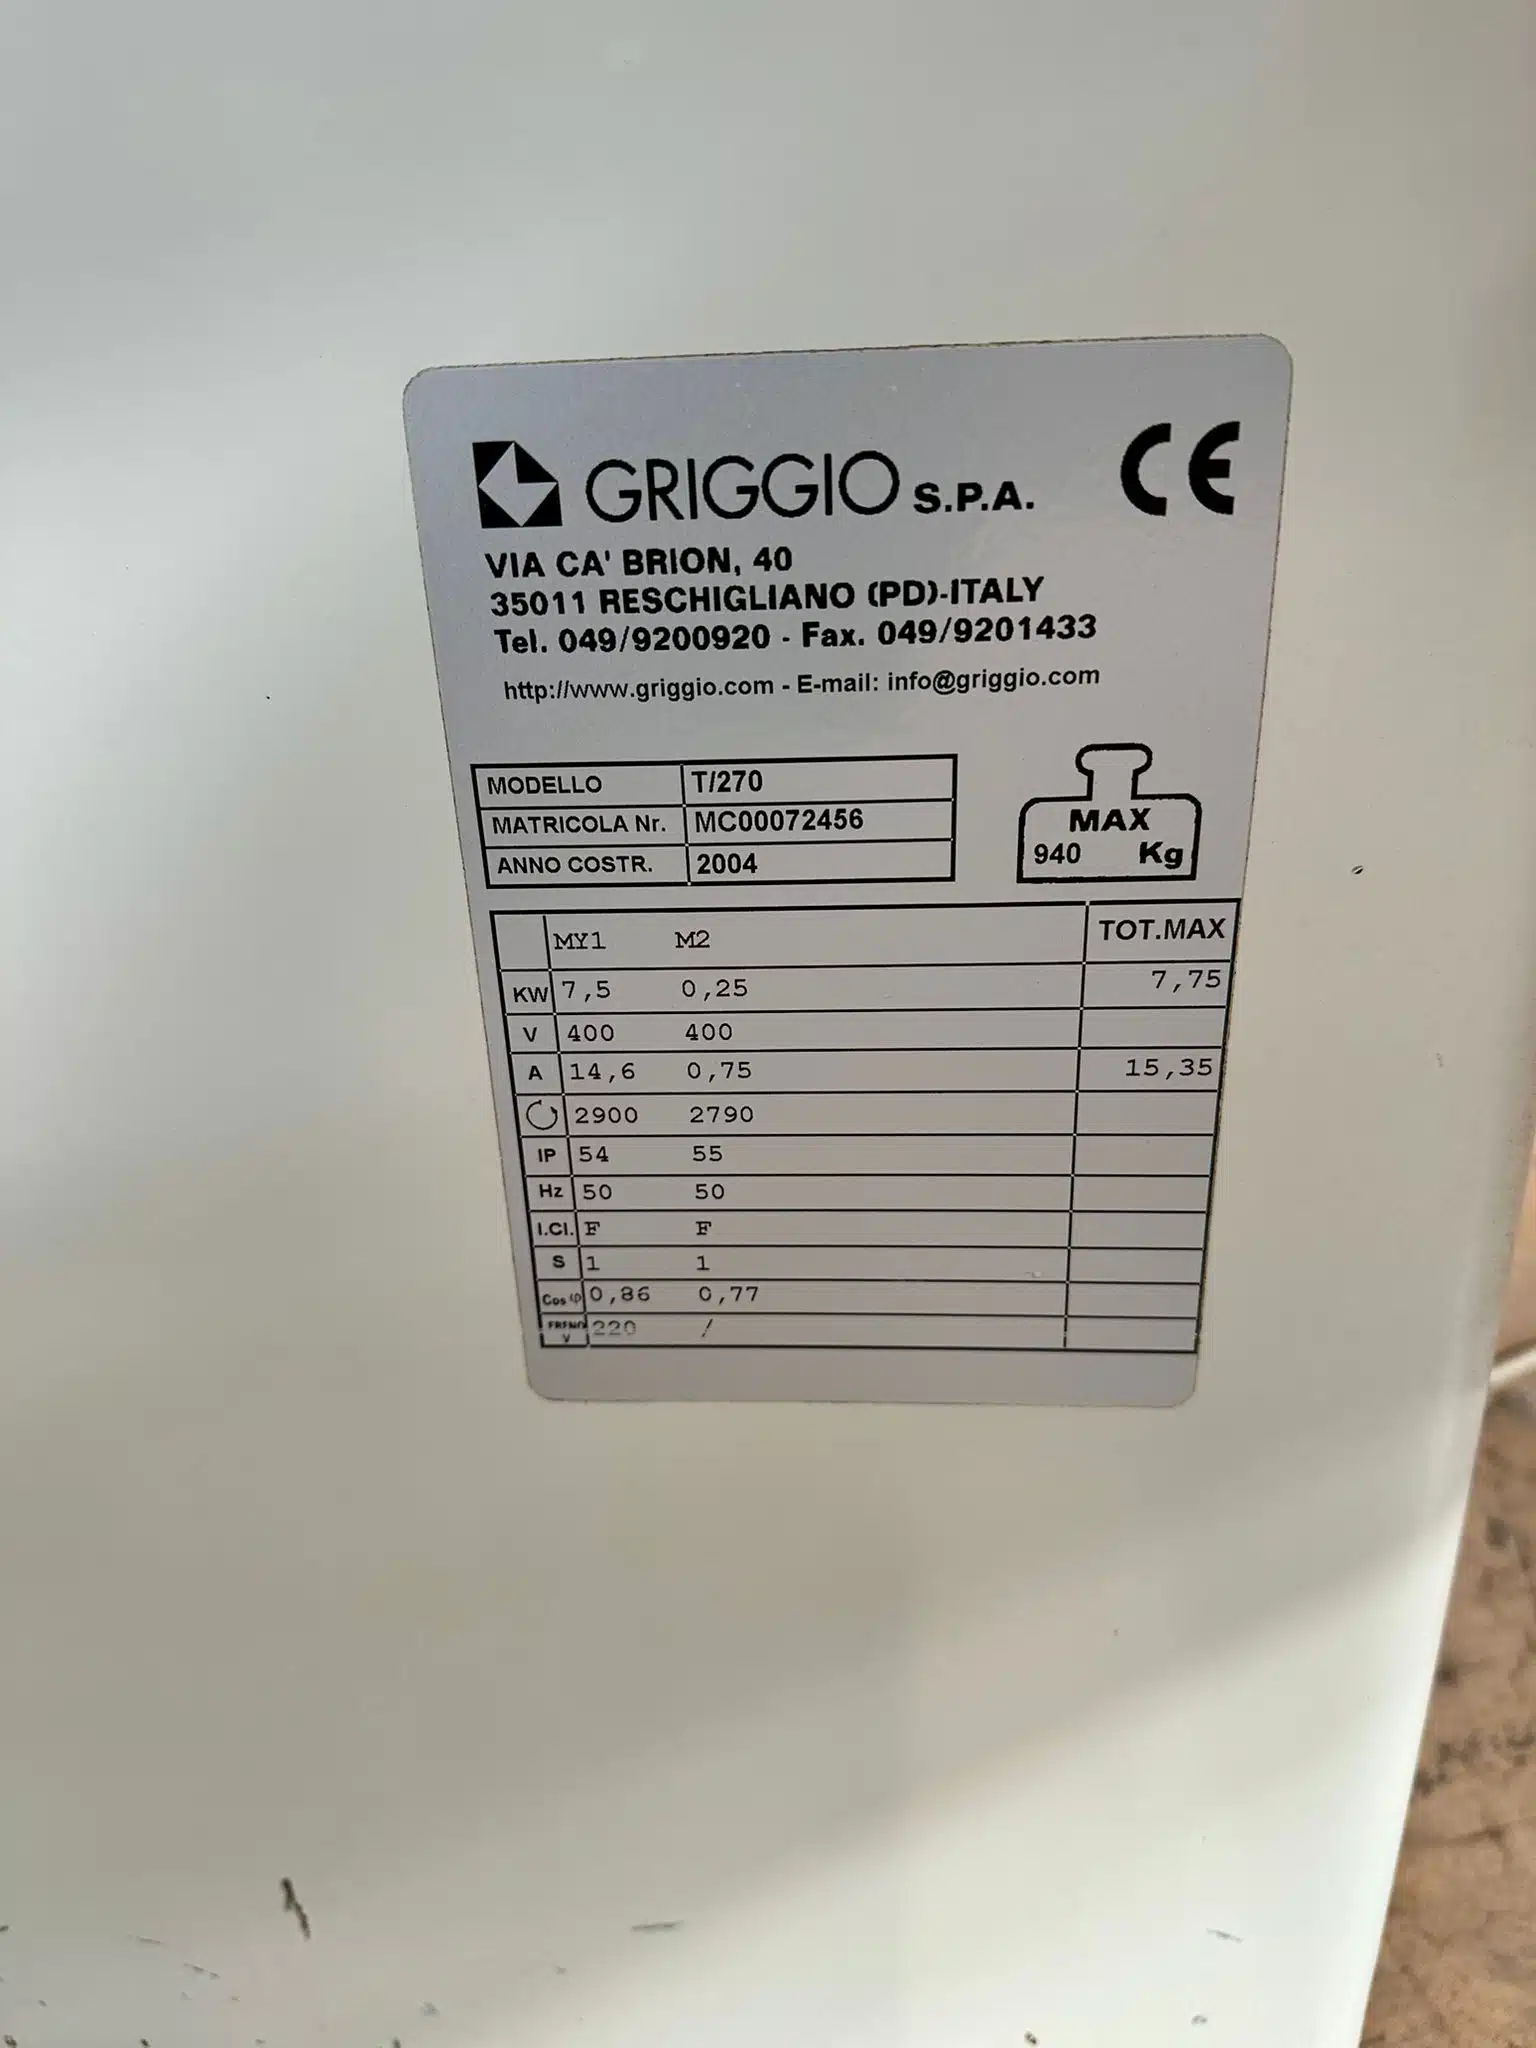 GRIGGIO S.P.A. CE
VIA CA' BRION, 40
35011 RESCHIGLIANO (PD)-ITALY
Tel. 049/9200920 - Fax. 049/9201433
http://www.griggio.com - E-mail: info@griggio.com
MODELLO T/270
MATRICOLA Nr. MC00072456
ANNO COSTR. 2004
MAX
940 Kg
MY1 M2 TOT.MAX
KW 7,5 0,25 7,75
V 400 400
A 14,6 0,75 15,35
2900 2790
IP 54 55
Hz 50 50
I.Cl. F F
S 1 1
Cos φ 0,86 0,77
FRENO V 220 /